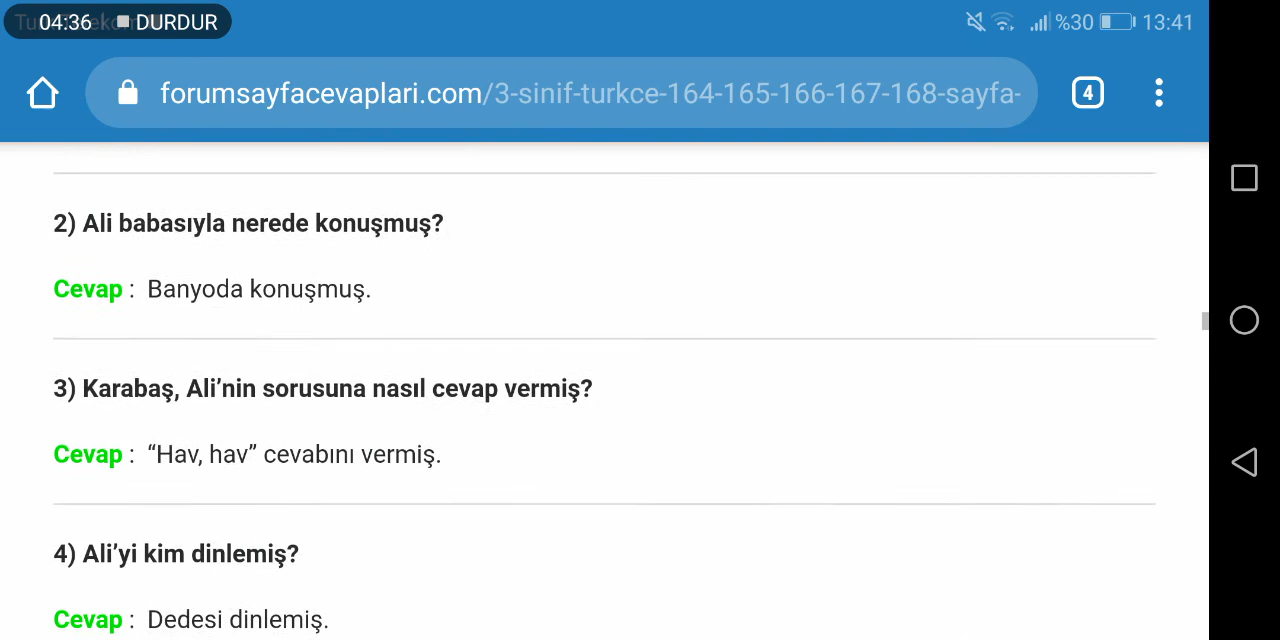 04:36 DURDUR %30 13:41
forumsayfacevaplari.com/3-sinif-turkce-164-165-166-167-168-sayfa- 4
2) Ali babasıyla nerede konuşmuş?
Cevap : Banyoda konuşmuş.
3) Karabaş, Ali’nin sorusuna nasıl cevap vermiş?
Cevap : “Hav, hav” cevabını vermiş.
4) Ali’yi kim dinlemiş?
Cevap : Dedesi dinlemiş.